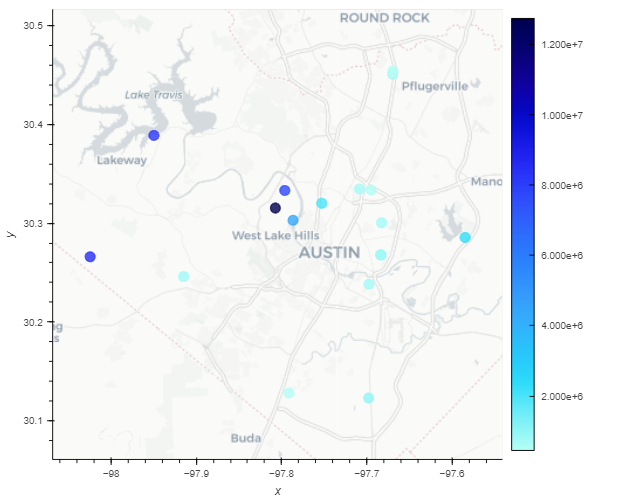 30.5
30.4
30.3
30.2
30.1
y
−98
−97.9
−97.8
−97.7
−97.6
x
ROUND ROCK
Pflugerville
Lake Travis
Lakeway
Mano
West Lake Hills
AUSTIN
g
s
Buda
1.200e+7
1.000e+7
8.000e+6
6.000e+6
4.000e+6
2.000e+6